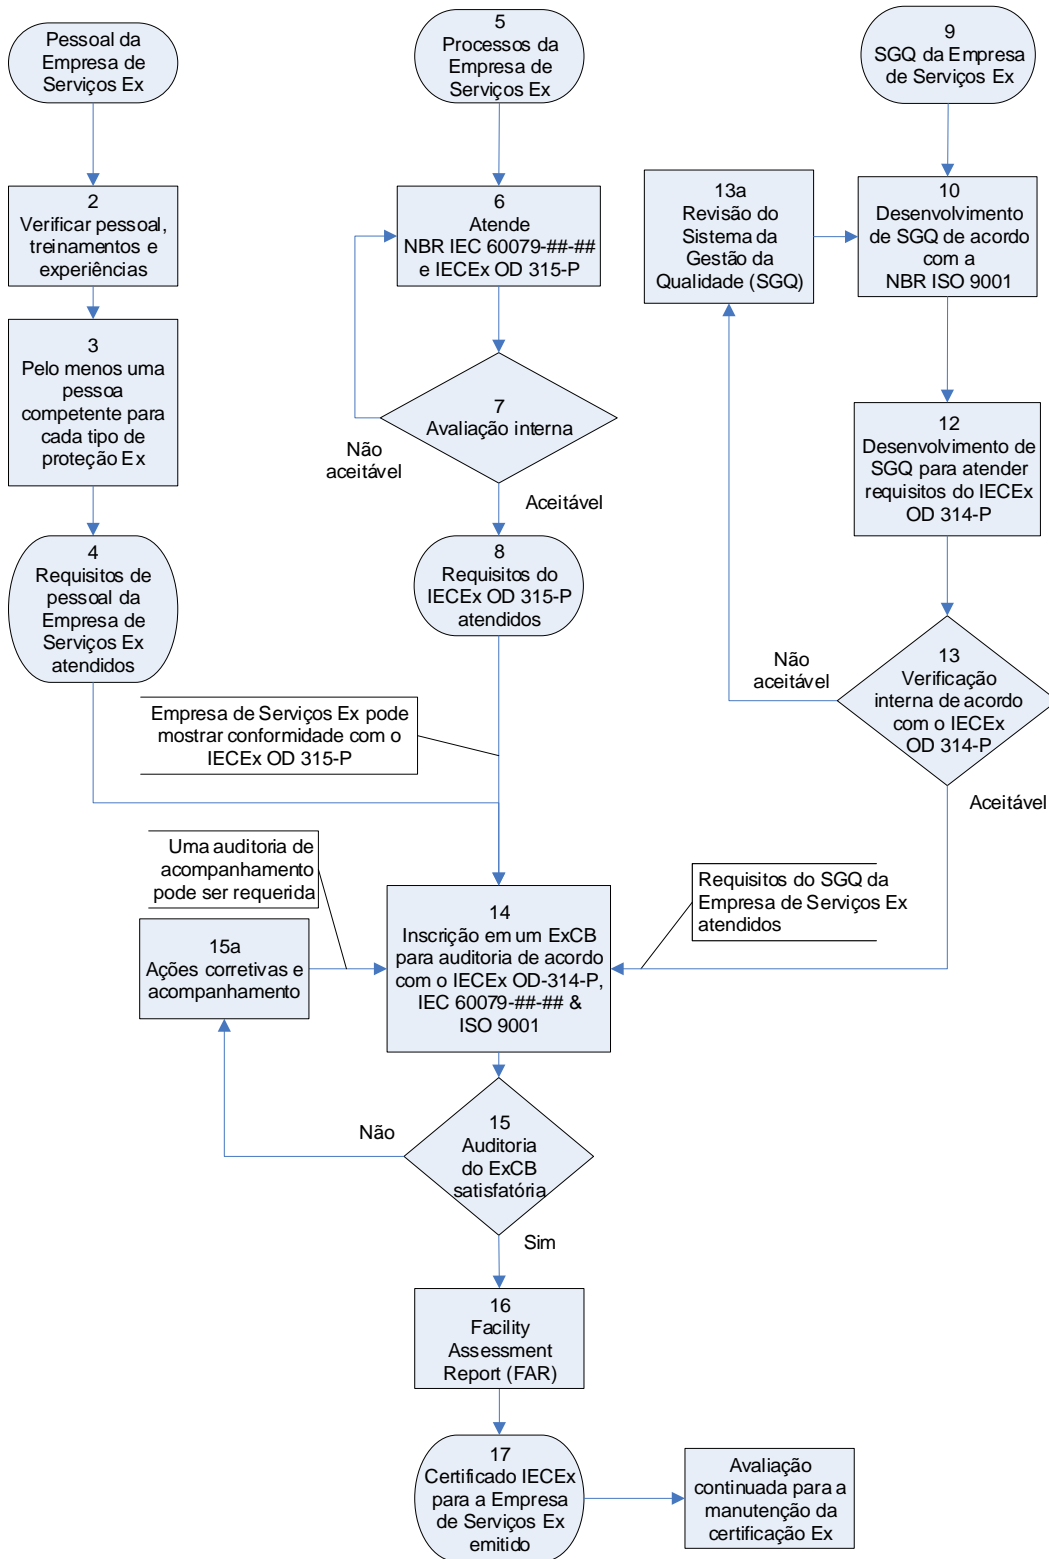 Pessoal da
Empresa de
Serviços Ex
2
Verificar pessoal,
treinamentos e
experiências
3
Pelo menos uma
pessoa
competente para
cada tipo de
proteção Ex
4
Requisitos de
pessoal da
Empresa de
Serviços Ex
atendidos
5
Processos da
Empresa de
Serviços Ex
6
Atende
NBR IEC 60079-##-##
e IECEx OD 315-P
7
Avaliação interna
Não
aceitável
Aceitável
8
Requisitos do
IECEx OD 315-P
atendidos
Empresa de Serviços Ex pode
mostrar conformidade com o
IECEx OD 315-P
9
SGQ da Empresa
de Serviços Ex
10
Desenvolvimento
de SGQ de acordo
com a
NBR ISO 9001
13a
Revisão do
Sistema da
Gestão da
Qualidade (SGQ)
12
Desenvolvimento de
SGQ para atender
requisitos do IECEx
OD 314-P
13
Verificação
interna de acordo
com o IECEx
OD 314-P
Não
aceitável
Aceitável
Uma auditoria de
acompanhamento
pode ser requerida
Requisitos do SGQ da
Empresa de Serviços Ex
atendidos
14
Inscrição em um ExCB
para auditoria de acordo
com o IECEx OD-314-P,
IEC 60079-##-## &
ISO 9001
15a
Ações corretivas e
acompanhamento
15
Auditoria
do ExCB
satisfatória
Não
Sim
16
Facility
Assessment
Report (FAR)
17
Certificado IECEx
para a Empresa
de Serviços Ex
emitido
Avaliação
continuada para a
manutenção da
certificação Ex